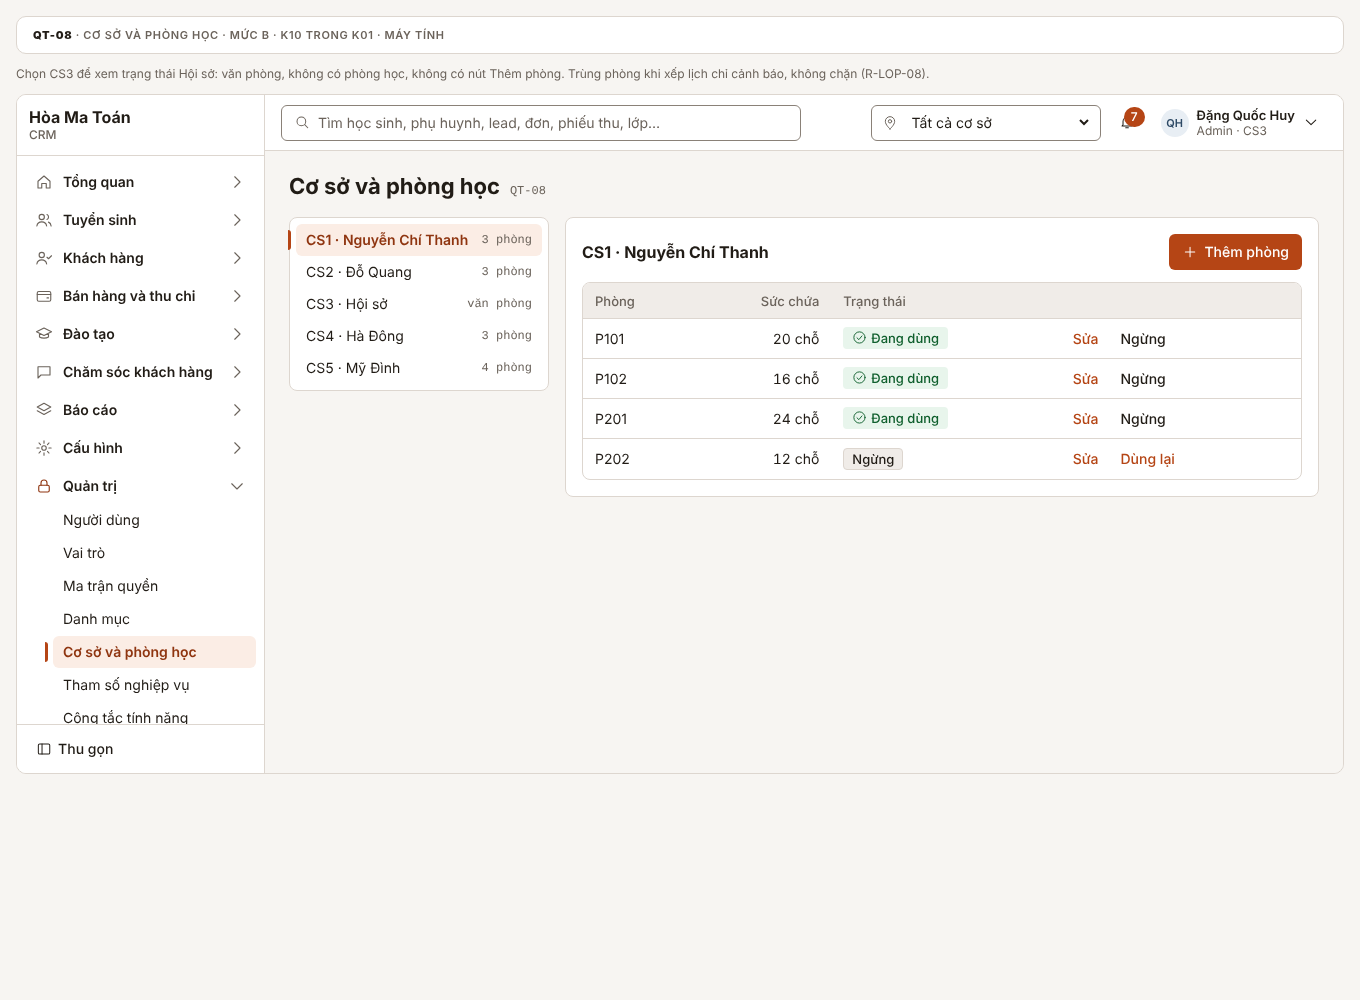 QT-08 · CƠ SỞ VÀ PHÒNG HỌC · MỨC B · K10 TRONG K01 · MÁY TÍNH
Chọn CS3 để xem trạng thái Hội sở: văn phòng, không có phòng học, không có nút Thêm phòng. Trùng phòng khi xếp lịch chỉ cảnh báo, không chặn (R-LOP-08).
Hòa Ma Toán
CRM
Tìm học sinh, phụ huynh, lead, đơn, phiếu thu, lớp...
Tất cả cơ sở
7
QH
Đặng Quốc Huy
Admin · CS3
Tổng quan
Tuyển sinh
Khách hàng
Bán hàng và thu chi
Đào tạo
Chăm sóc khách hàng
Báo cáo
Cấu hình
Quản trị
Người dùng
Vai trò
Ma trận quyền
Danh mục
Cơ sở và phòng học
Tham số nghiệp vụ
Công tắc tính năng
Thu gọn
Cơ sở và phòng học QT-08
CS1 · Nguyễn Chí Thanh 3 phòng
CS2 · Đỗ Quang 3 phòng
CS3 · Hội sở văn phòng
CS4 · Hà Đông 3 phòng
CS5 · Mỹ Đình 4 phòng
CS1 · Nguyễn Chí Thanh
Thêm phòng
Phòng Sức chứa Trạng thái
P101 20 chỗ Đang dùng Sửa Ngừng
P102 16 chỗ Đang dùng Sửa Ngừng
P201 24 chỗ Đang dùng Sửa Ngừng
P202 12 chỗ Ngừng Sửa Dùng lại